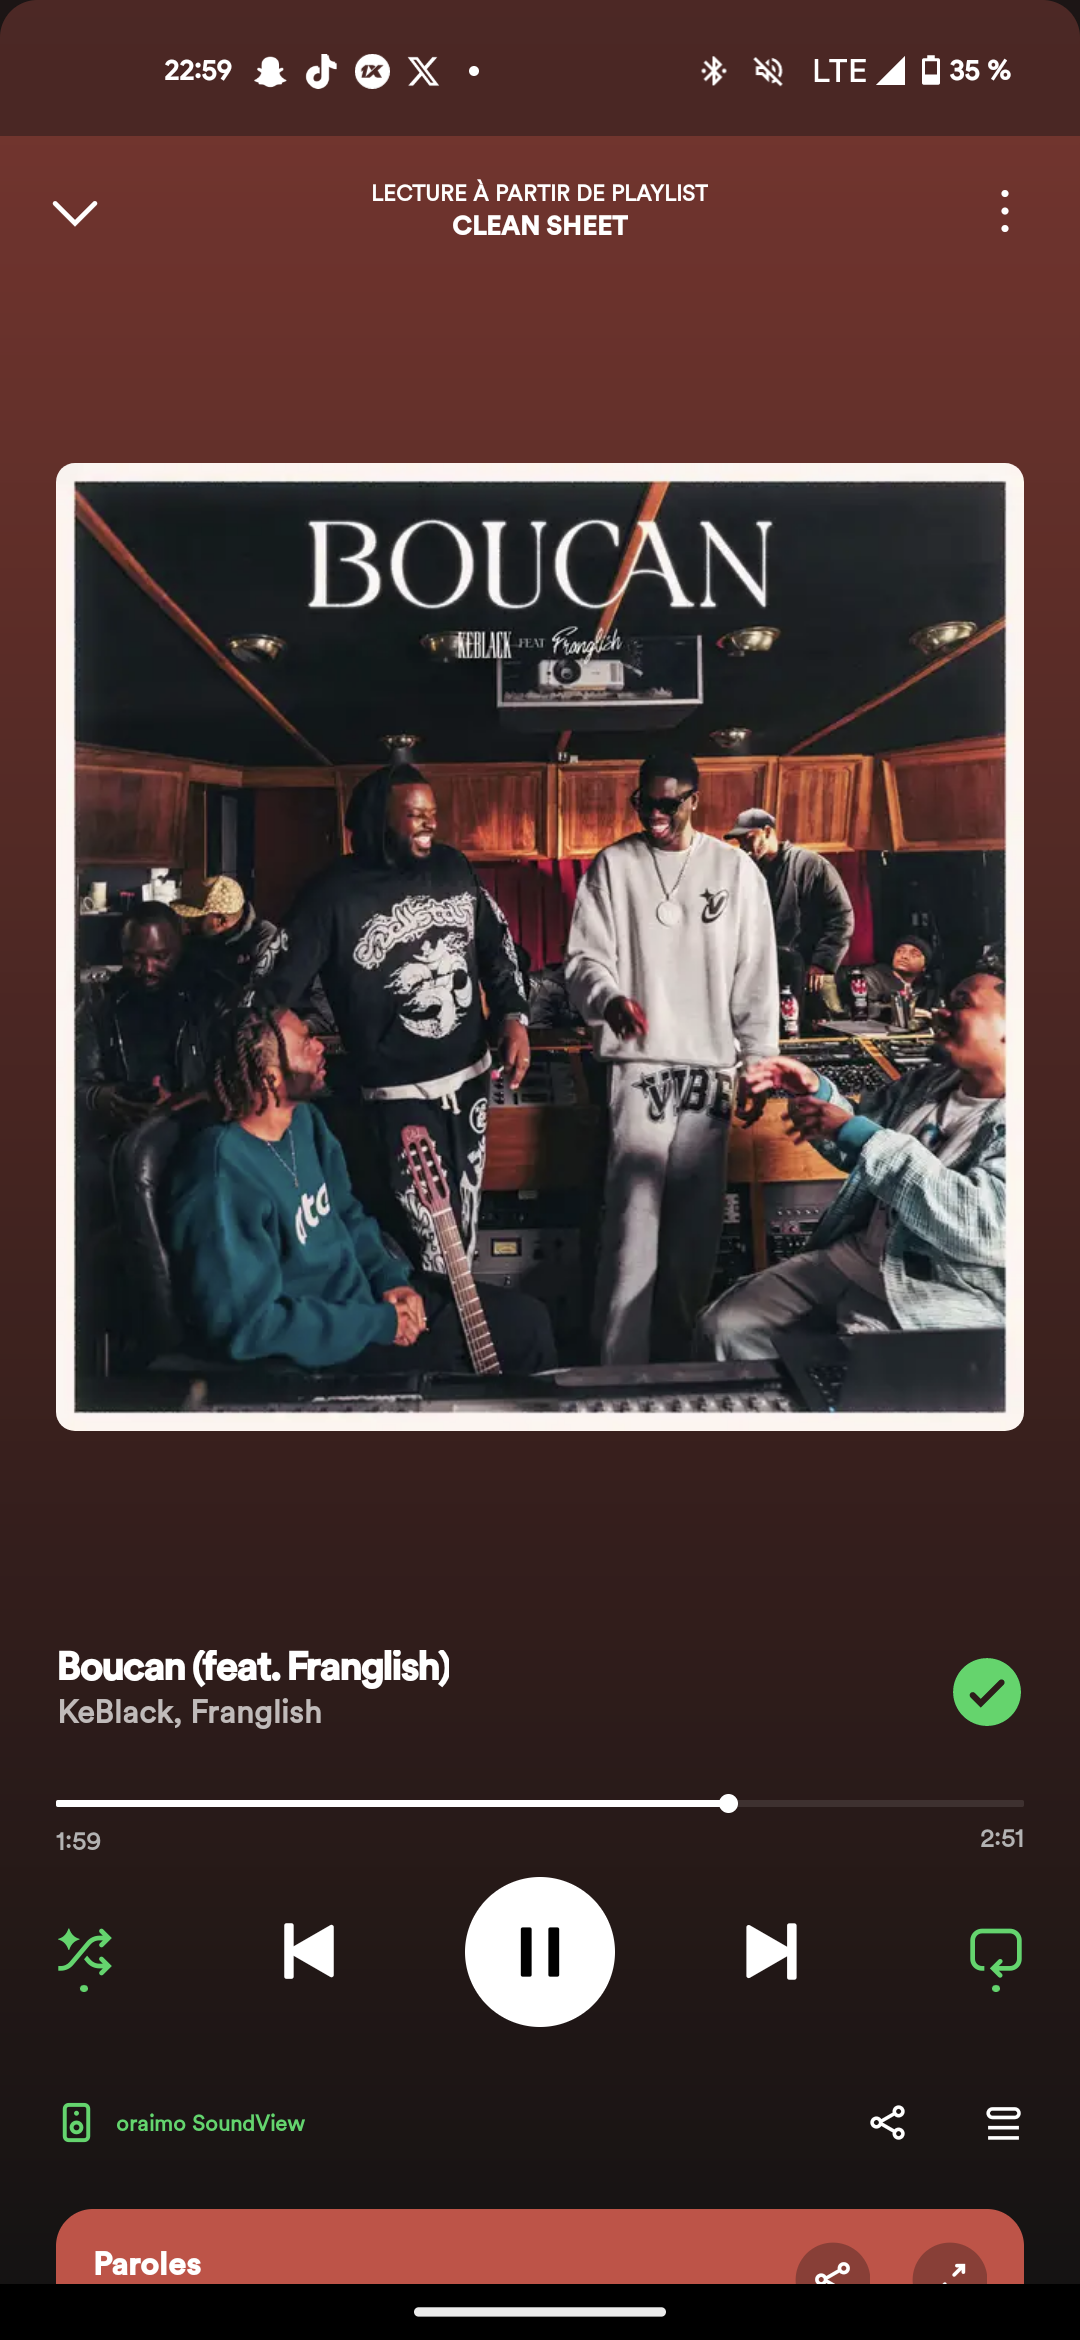 22:59
LTE
35 %
LECTURE À PARTIR DE PLAYLIST
CLEAN SHEET
BOUCAN
KEBLACK FEAT Franglish
VIBE
Boucan (feat. Franglish)
KeBlack, Franglish
1:59
2:51
oraimo SoundView
Paroles